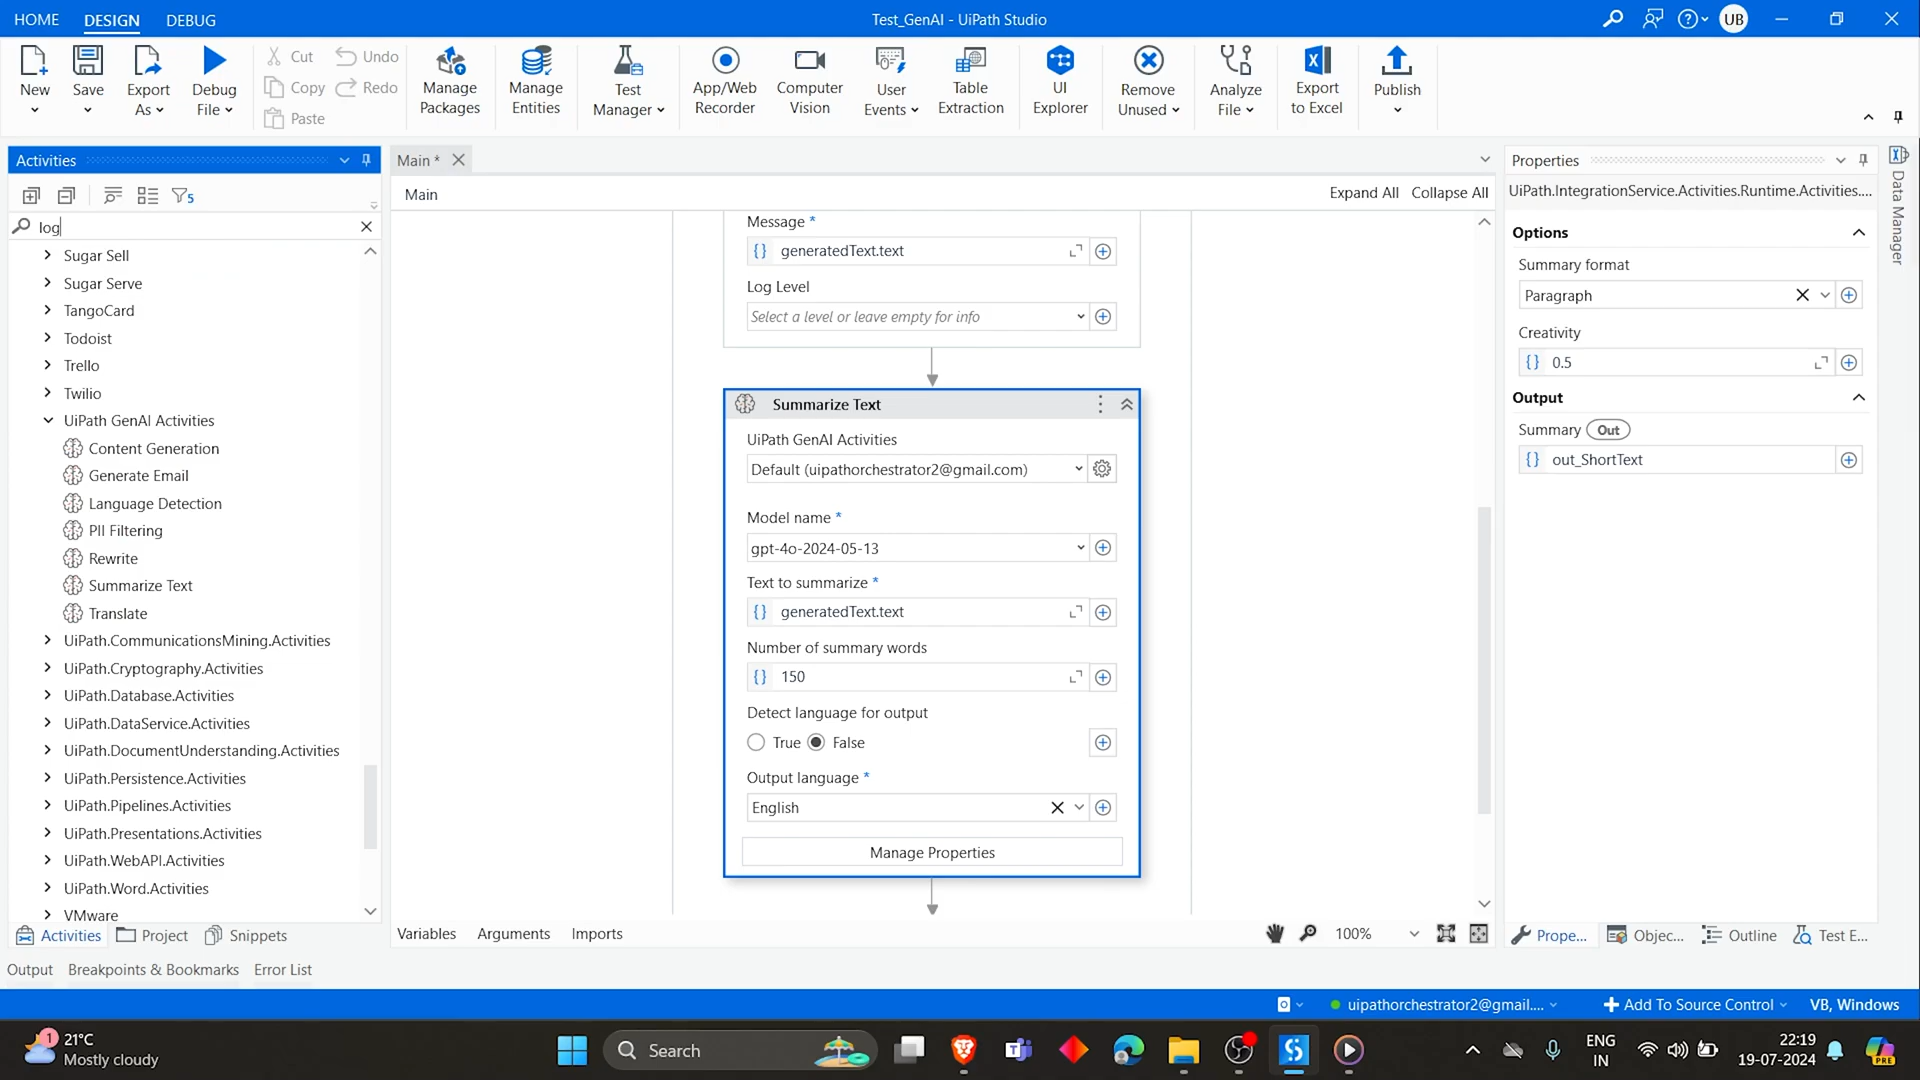 HOME DESIGN DEBUG
Test_GenAI - UiPath Studio
UB
New
Save
Export As
Debug File
Cut
Copy
Paste
Undo
Redo
Manage Packages
Manage Entities
Test Manager
App/Web Recorder
Computer Vision
User Events
Table Extraction
UI Explorer
Remove Unused
Analyze File
Export to Excel
Publish
Activities
5
log
Sugar Sell
Sugar Serve
TangoCard
Todoist
Trello
Twilio
UiPath GenAI Activities
Content Generation
Generate Email
Language Detection
PII Filtering
Rewrite
Summarize Text
Translate
UiPath.CommunicationsMining.Activities
UiPath.Cryptography.Activities
UiPath.Database.Activities
UiPath.DataService.Activities
UiPath.DocumentUnderstanding.Activities
UiPath.Persistence.Activities
UiPath.Pipelines.Activities
UiPath.Presentations.Activities
UiPath.WebAPI.Activities
UiPath.Word.Activities
VMware
Activities Project Snippets
Main *
Main
Expand All Collapse All
Message *
generatedText.text
Log Level
Select a level or leave empty for info
Summarize Text
UiPath GenAI Activities
Default (uipathorchestrator2@gmail.com)
Model name *
gpt-4o-2024-05-13
Text to summarize *
generatedText.text
Number of summary words
150
Detect language for output
True False
Output language *
English
Manage Properties
Variables Arguments Imports
100%
Properties
UiPath.IntegrationService.Activities.Runtime.Activities....
Options
Summary format
Paragraph
Creativity
0.5
Output
Summary Out
out_ShortText
Data Manager
Prope... Objec... Outline Test E...
Output Breakpoints & Bookmarks Error List
uipathorchestrator2@gmail.... Add To Source Control VB, Windows
1
21°C
Mostly cloudy
Search
ENG
IN
22:19
19-07-2024
PRE